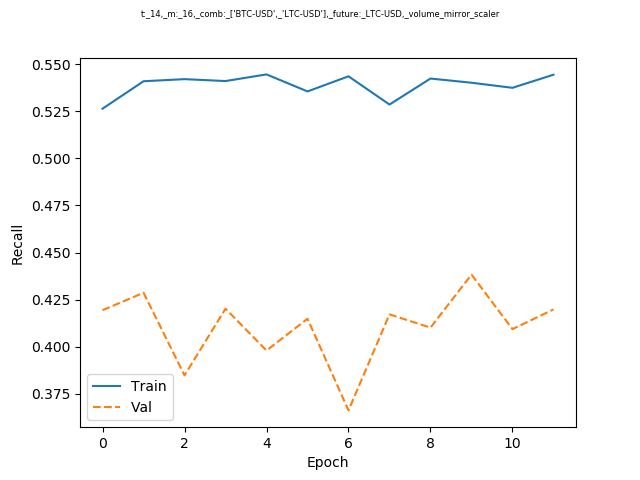 t:_14,_m:_16,_comb:_['BTC-USD',_'LTC-USD'],_future:_LTC-USD,_volume_mirror_scaler
0.550
0.525
0.500
0.475
0.450
0.425
0.400
0.375
Recall
Train
Val
0 2 4 6 8 10
Epoch